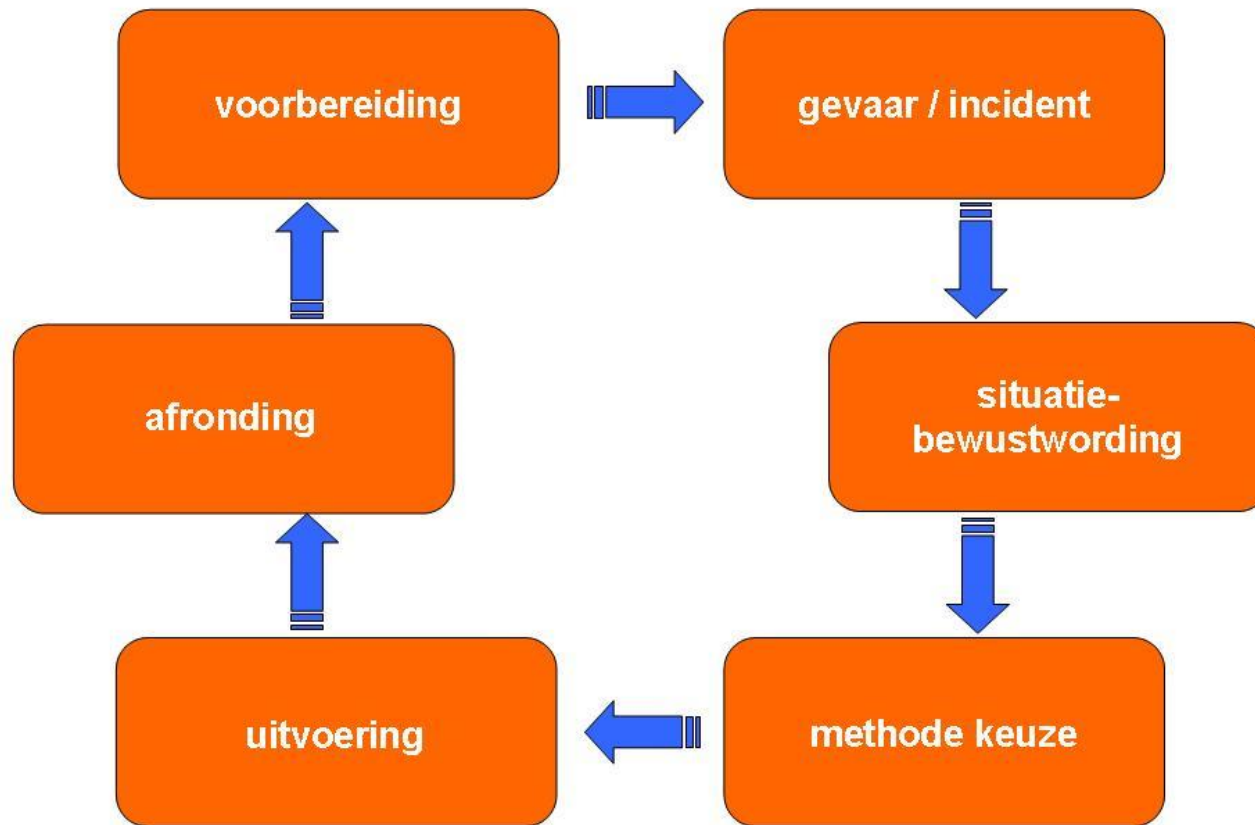 voorbereiding
gevaar / incident
situatie-
bewustwording
methode keuze
uitvoering
afronding